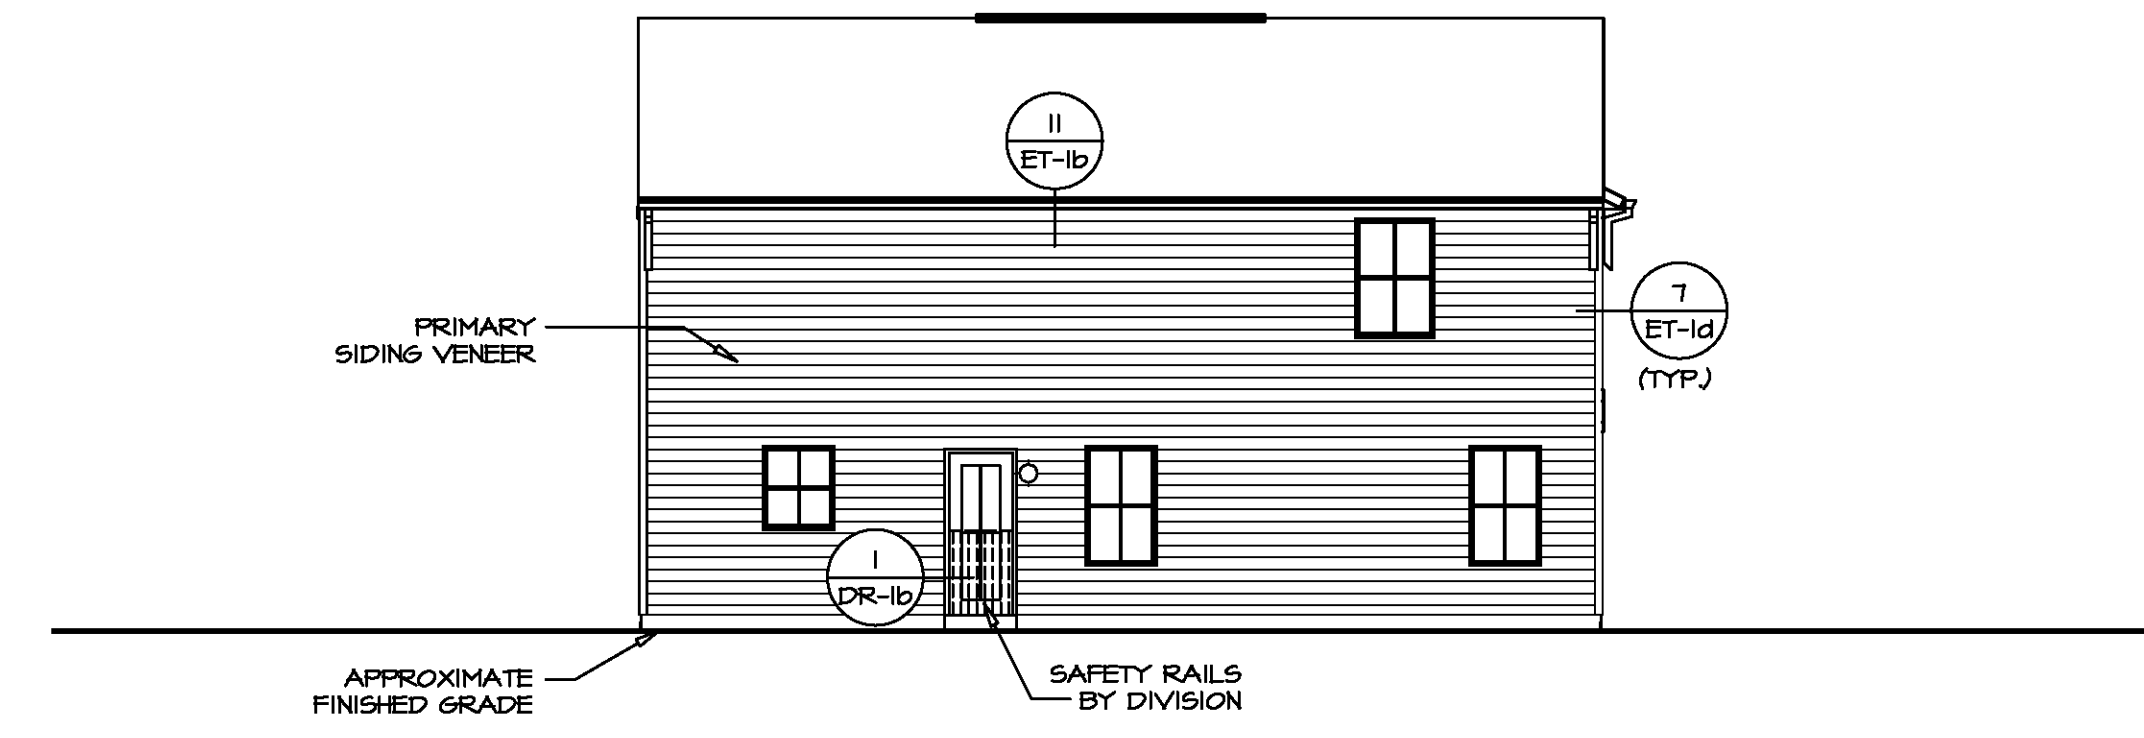 11
ET-1b
PRIMARY
SIDING VENEER
7
ET-1d
(TYP.)
1
DR-1b
APPROXIMATE
FINISHED GRADE
SAFETY RAILS
BY DIVISION